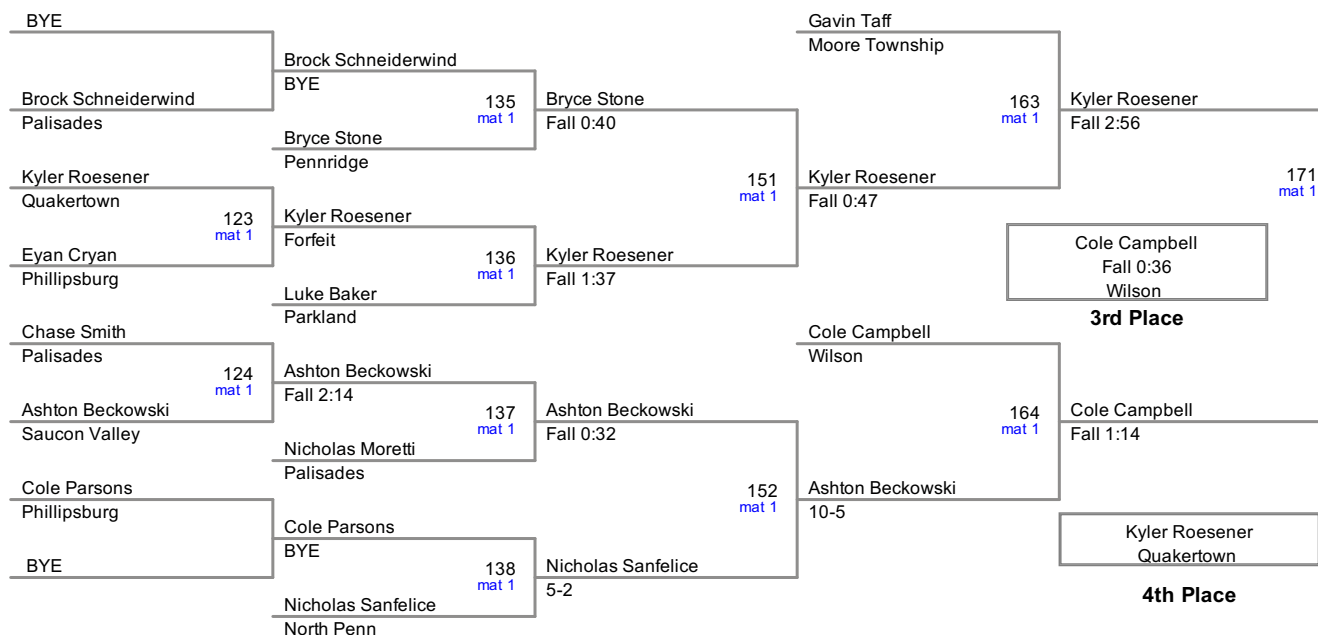 BYE
Brock Schneiderwind
Palisades
Kyler Roesener
Quakertown
123
mat 1
Eyan Cryan
Phillipsburg
Chase Smith
Palisades
124
mat 1
Ashton Beckowski
Saucon Valley
Cole Parsons
Phillipsburg
BYE
Brock Schneiderwind
BYE
135
mat 1
Bryce Stone
Pennridge
Kyler Roesener
Forfeit
136
mat 1
Luke Baker
Parkland
Ashton Beckowski
Fall 2:14
137
mat 1
Nicholas Moretti
Palisades
Cole Parsons
BYE
138
mat 1
Nicholas Sanfelice
North Penn
Bryce Stone
Fall 0:40
151
mat 1
Kyler Roesener
Fall 1:37
Ashton Beckowski
Fall 0:32
152
mat 1
Nicholas Sanfelice
5-2
Gavin Taff
Moore Township
163
mat 1
Kyler Roesener
Fall 0:47
Cole Campbell
Wilson
164
mat 1
Ashton Beckowski
10-5
Kyler Roesener
Fall 2:56
171
mat 1
Cole Campbell
Fall 0:36
Wilson
3rd Place
Cole Campbell
Fall 1:14
Kyler Roesener
Quakertown
4th Place